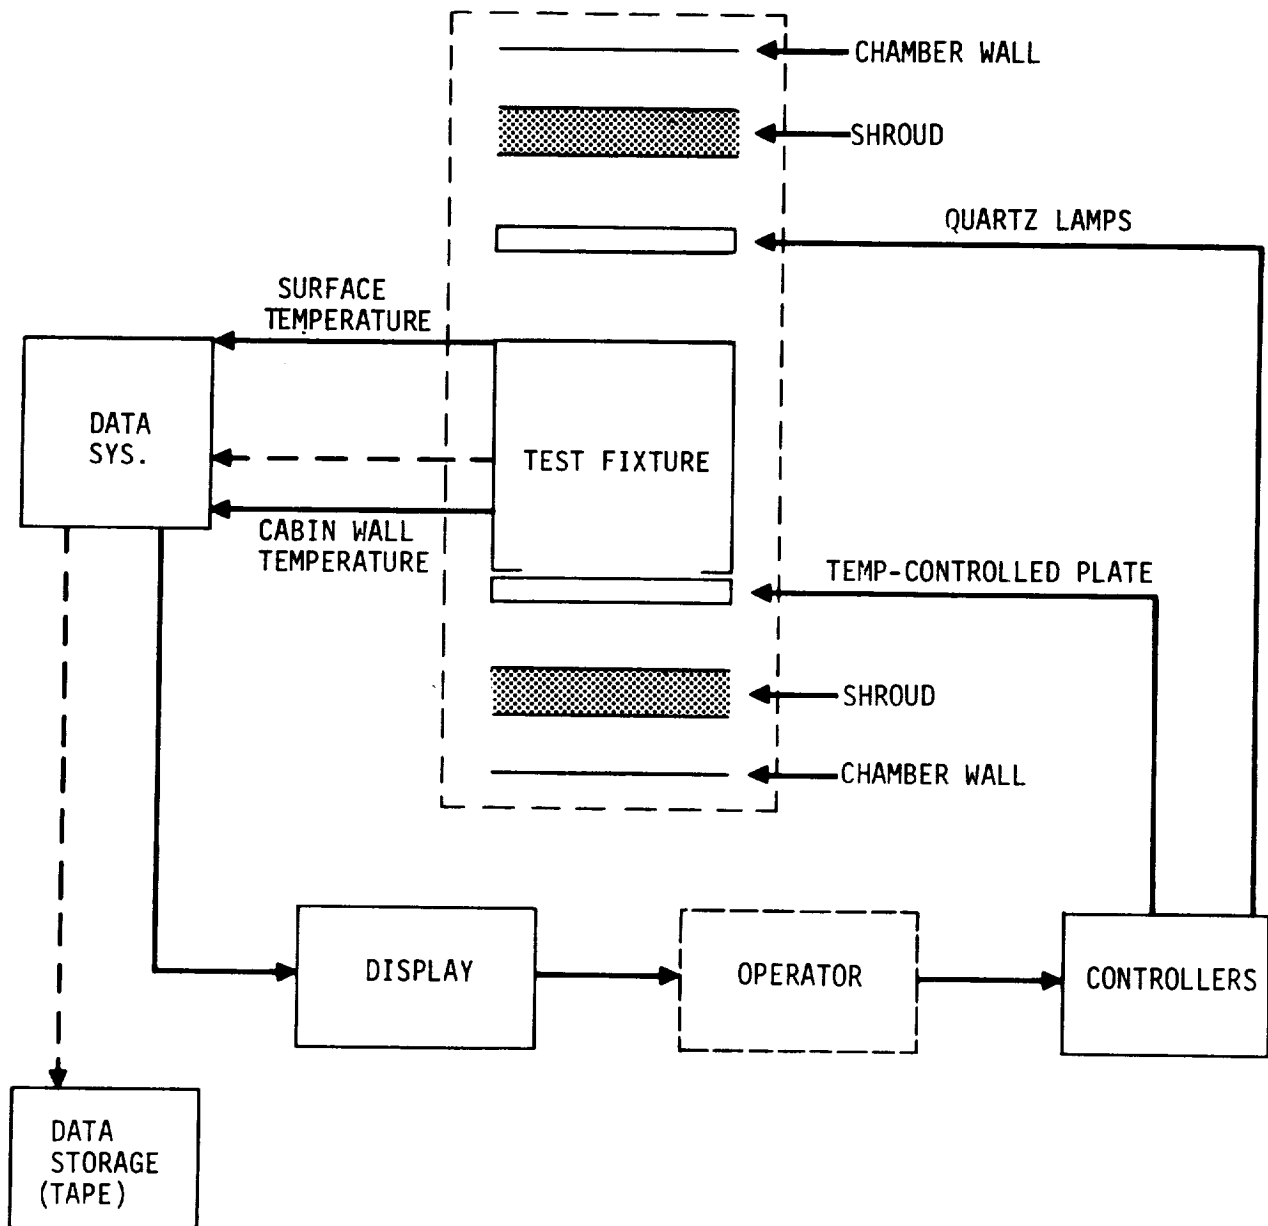 CHAMBER WALL
SHROUD
QUARTZ LAMPS
SURFACE
TEMPERATURE
DATA
SYS.
TEST FIXTURE
CABIN WALL
TEMPERATURE
TEMP-CONTROLLED PLATE
SHROUD
CHAMBER WALL
DISPLAY
OPERATOR
CONTROLLERS
DATA
STORAGE
(TAPE)